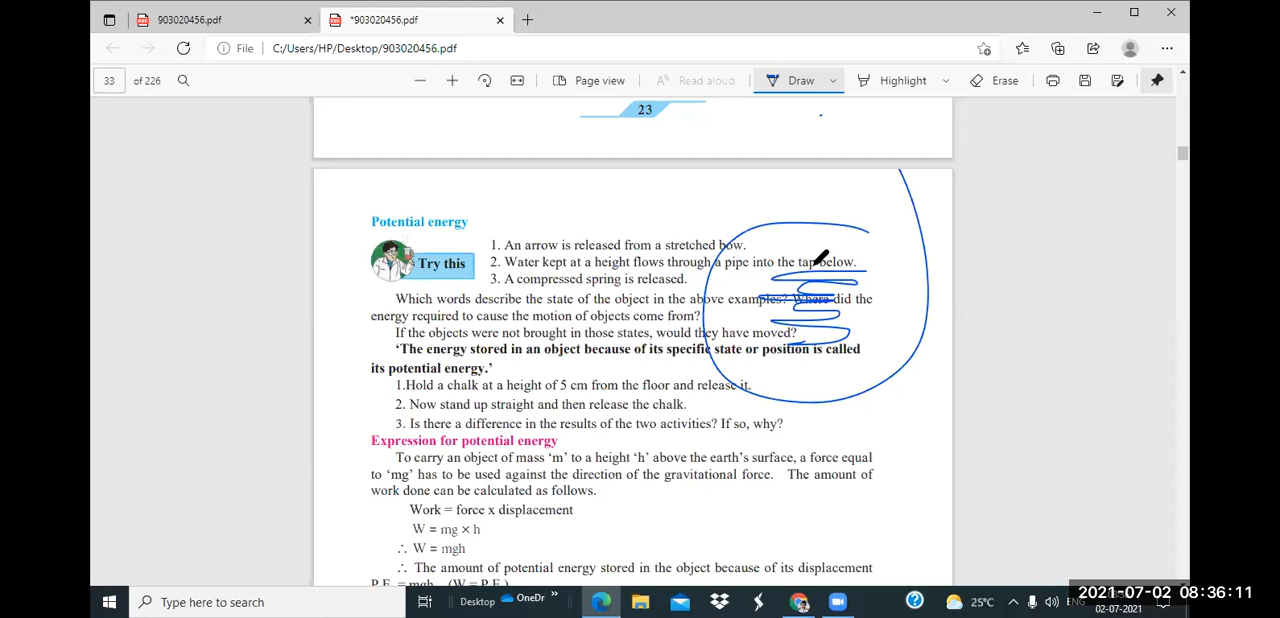 903020456.pdf
*903020456.pdf
File
C:/Users/HP/Desktop/903020456.pdf
33 of 226
Page view
Read aloud
Draw
Highlight
Erase
23
Potential energy
Try this
1. An arrow is released from a stretched bow.
2. Water kept at a height flows through a pipe into the tap below.
3. A compressed spring is released.
Which words describe the state of the object in the above examples? Where did the
energy required to cause the motion of objects come from?
If the objects were not brought in those states, would they have moved?
‘The energy stored in an object because of its specific state or position is called
its potential energy.’
1.Hold a chalk at a height of 5 cm from the floor and release it.
2. Now stand up straight and then release the chalk.
3. Is there a difference in the results of the two activities? If so, why?
Expression for potential energy
To carry an object of mass ‘m’ to a height ‘h’ above the earth’s surface, a force equal
to ‘mg’ has to be used against the direction of the gravitational force. The amount of
work done can be calculated as follows.
Work = force x displacement
W = mg × h
∴ W = mgh
∴ The amount of potential energy stored in the object because of its displacement
P.E. = mgh (W = P.E.)
Type here to search
Desktop
OneDr
25°C
ENG
2021-07-02 08:36:11
02-07-2021